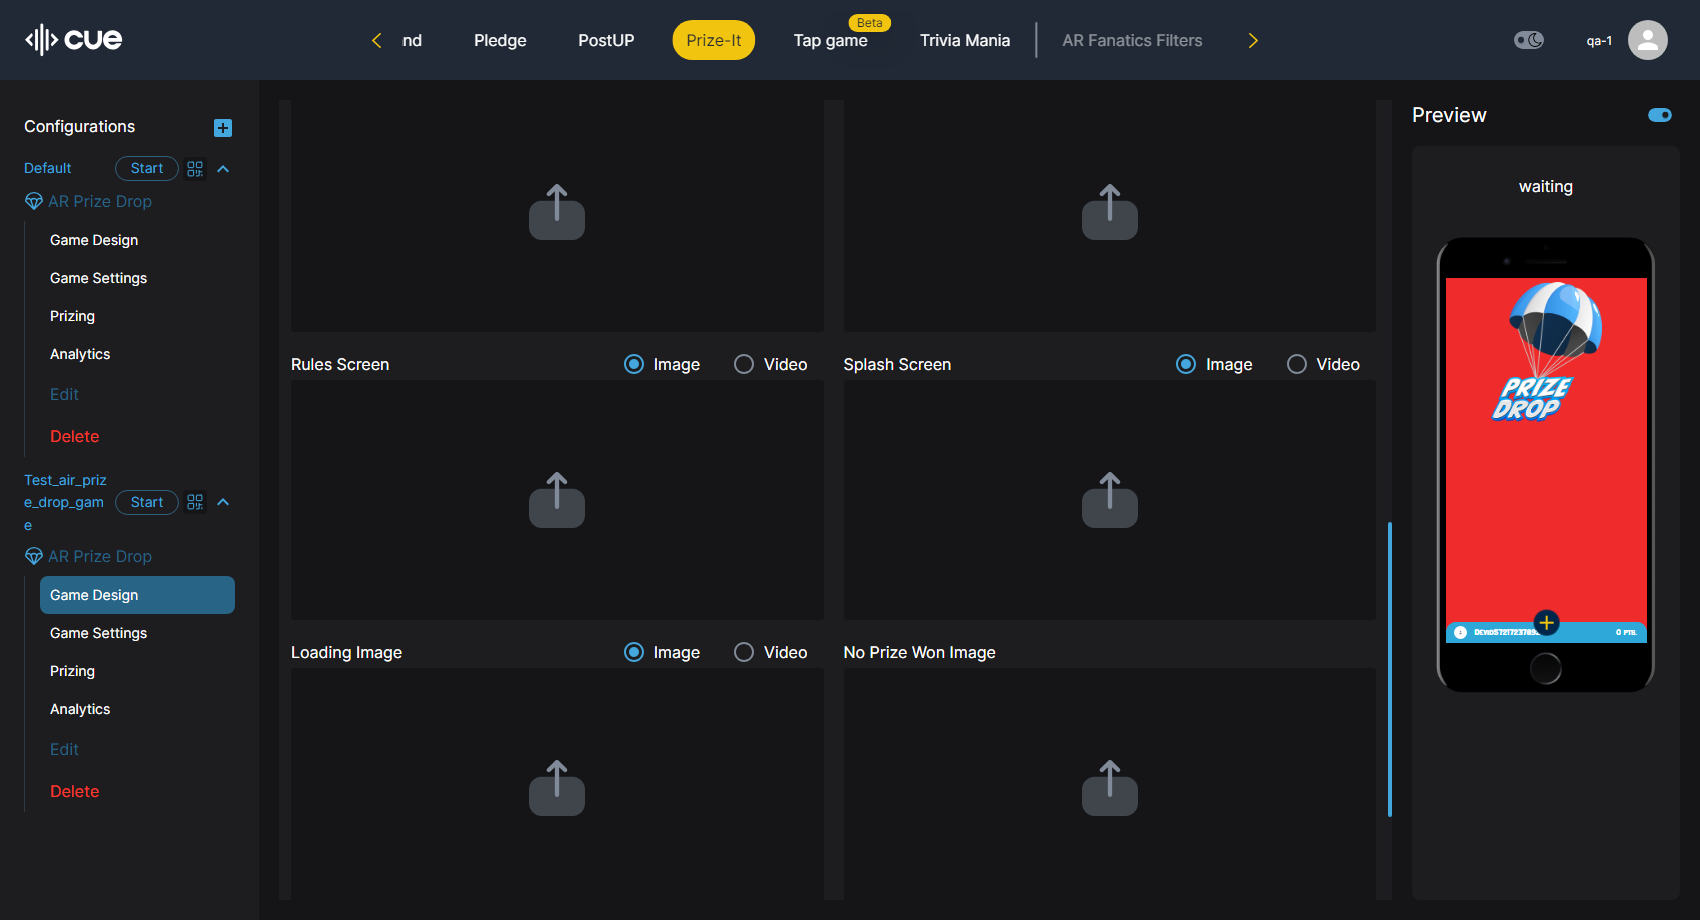 cue
nd
Pledge
PostUP
Prize-It
Beta
Tap game
Trivia Mania
AR Fanatics Filters
qa-1
Configurations
Default
Start
AR Prize Drop
Game Design
Game Settings
Prizing
Analytics
Edit
Delete
Test_air_priz
e_drop_gam
e
Start
AR Prize Drop
Game Design
Game Settings
Prizing
Analytics
Edit
Delete
Rules Screen
Image
Video
Splash Screen
Image
Video
Loading Image
Image
Video
No Prize Won Image
Preview
waiting
PRIZE
DROP
0 PTS.